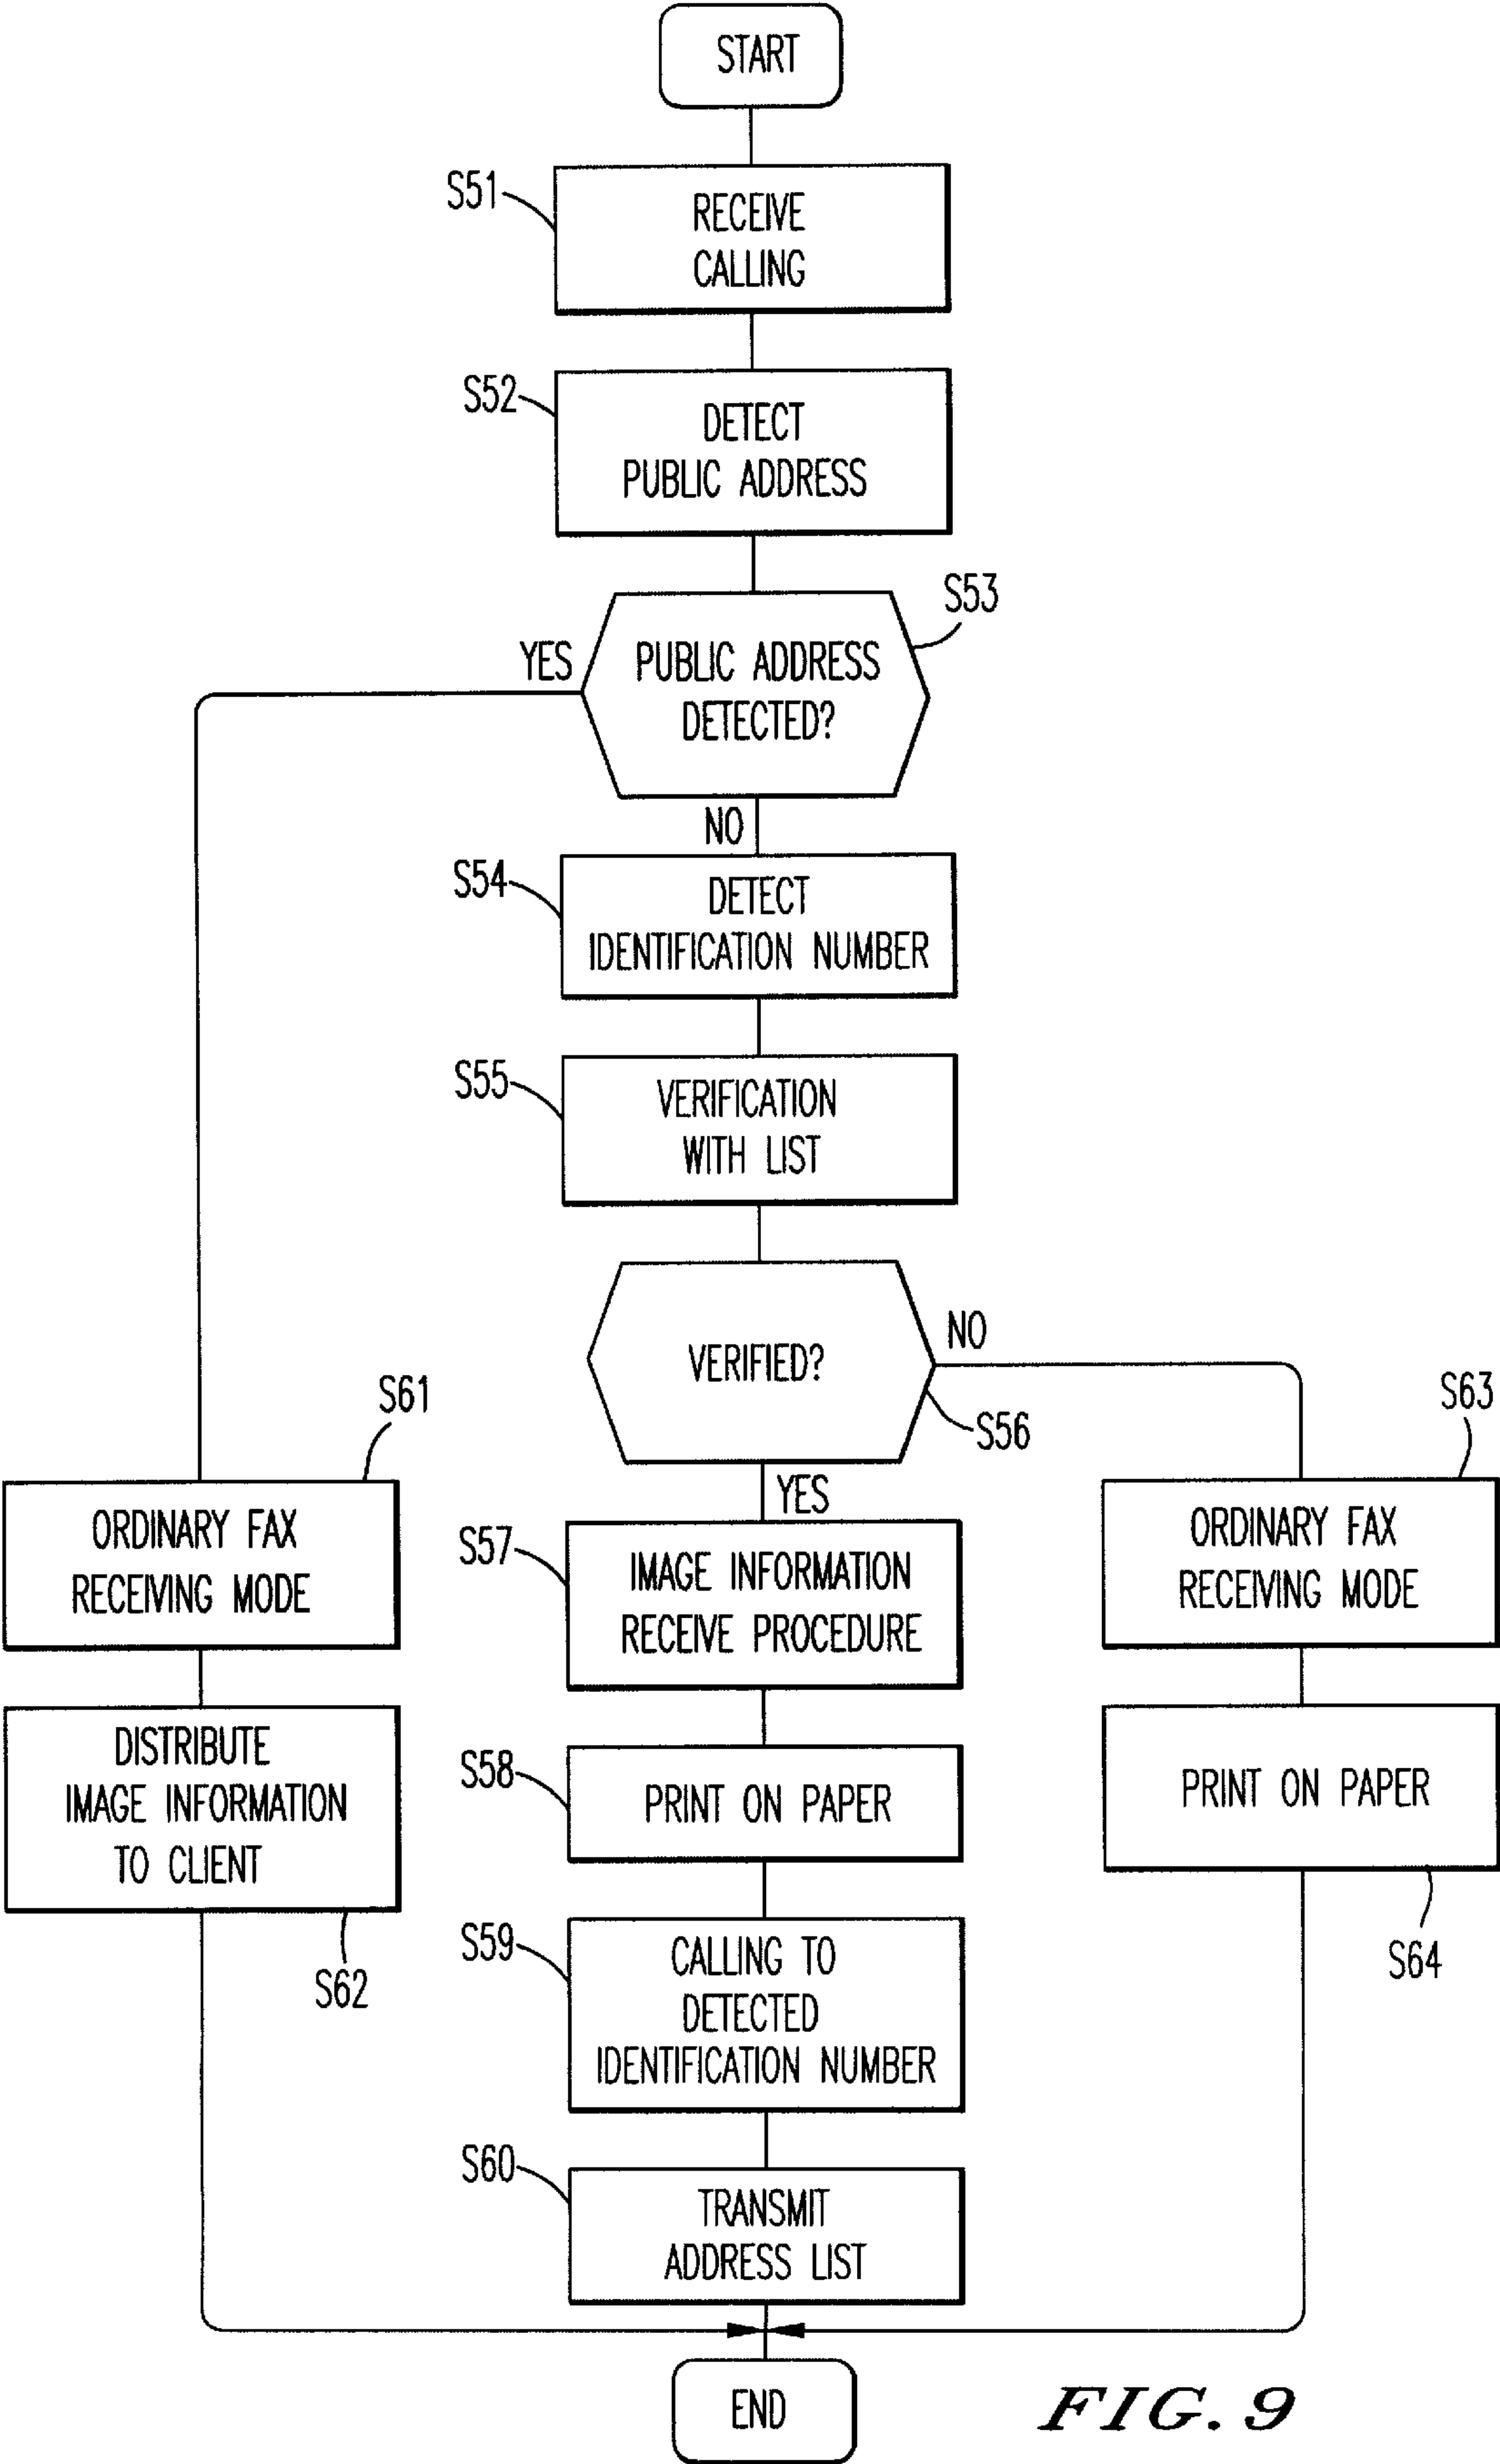 START
S51
RECEIVE
CALLING
S52
DETECT
PUBLIC ADDRESS
S53
YES
PUBLIC ADDRESS
DETECTED?
NO
S54
DETECT
IDENTIFICATION NUMBER
S55
VERIFICATION
WITH LIST
NO
VERIFIED?
S56
YES
S61
ORDINARY FAX
RECEIVING MODE
S57
IMAGE INFORMATION
RECEIVE PROCEDURE
S63
ORDINARY FAX
RECEIVING MODE
DISTRIBUTE
IMAGE INFORMATION
TO CLIENT
S62
S58
PRINT ON PAPER
PRINT ON PAPER
S64
S59
CALLING TO
DETECTED
IDENTIFICATION NUMBER
S60
TRANSMIT
ADDRESS LIST
END
FIG. 9